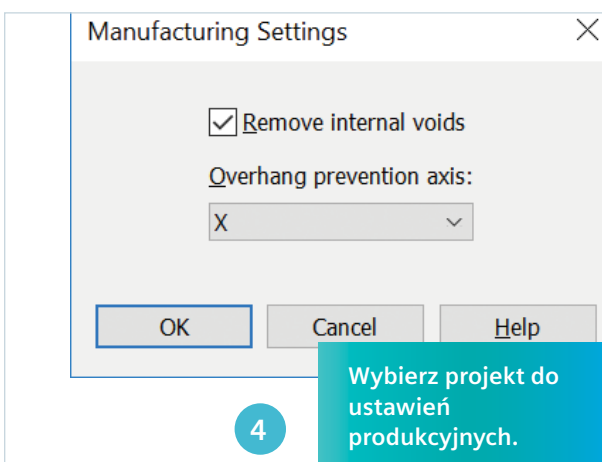 Manufacturing Settings
Remove internal voids
Overhang prevention axis:
X
OK Cancel Help
Wybierz projekt do
ustawień
produkcyjnych.
4